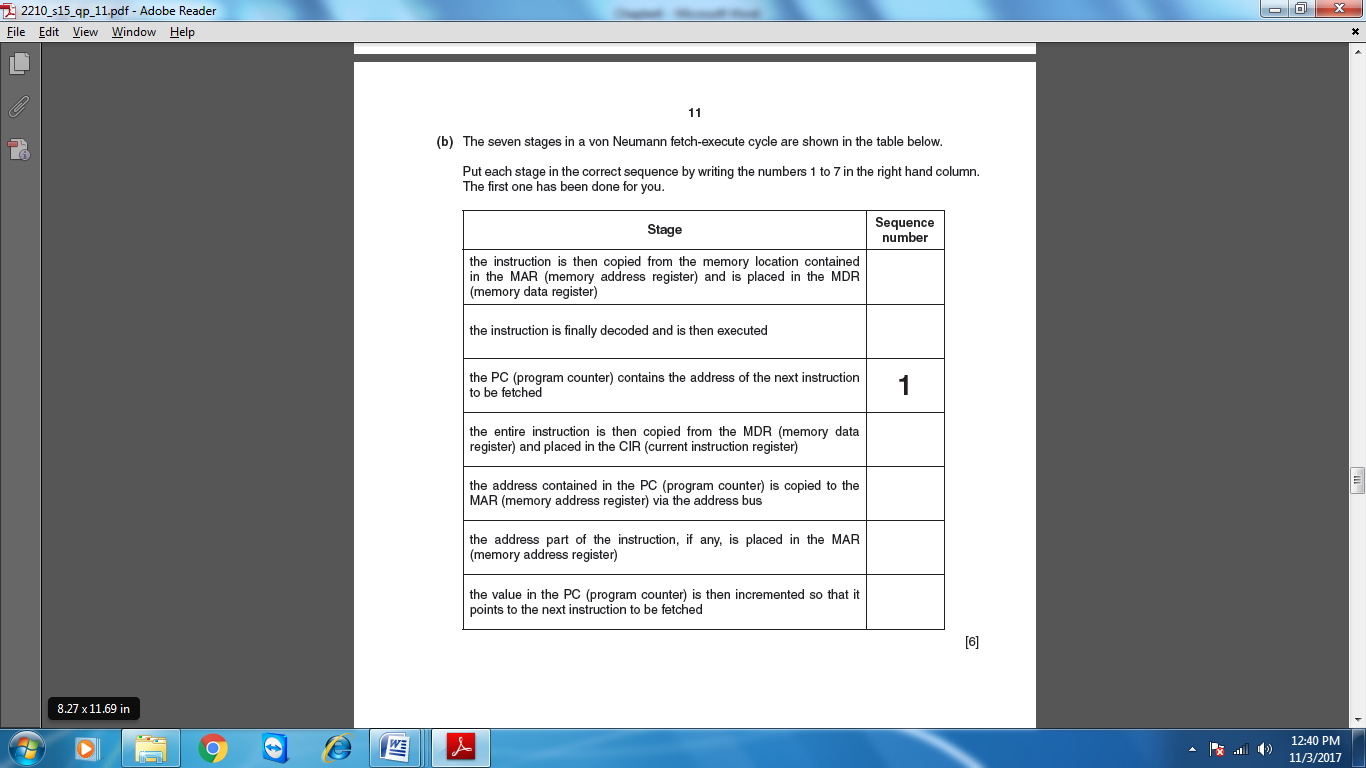 2210_s15_qp_11.pdf - Adobe Reader
File Edit View Window Help
11
(b) The seven stages in a von Neumann fetch-execute cycle are shown in the table below.
Put each stage in the correct sequence by writing the numbers 1 to 7 in the right hand column.
The first one has been done for you.
Stage
Sequence
number
the instruction is then copied from the memory location contained
in the MAR (memory address register) and is placed in the MDR
(memory data register)
the instruction is finally decoded and is then executed
the PC (program counter) contains the address of the next instruction
to be fetched
1
the entire instruction is then copied from the MDR (memory data
register) and placed in the CIR (current instruction register)
the address contained in the PC (program counter) is copied to the
MAR (memory address register) via the address bus
the address part of the instruction, if any, is placed in the MAR
(memory address register)
the value in the PC (program counter) is then incremented so that it
points to the next instruction to be fetched
[6]
8.27 x 11.69 in
12:40 PM
11/3/2017